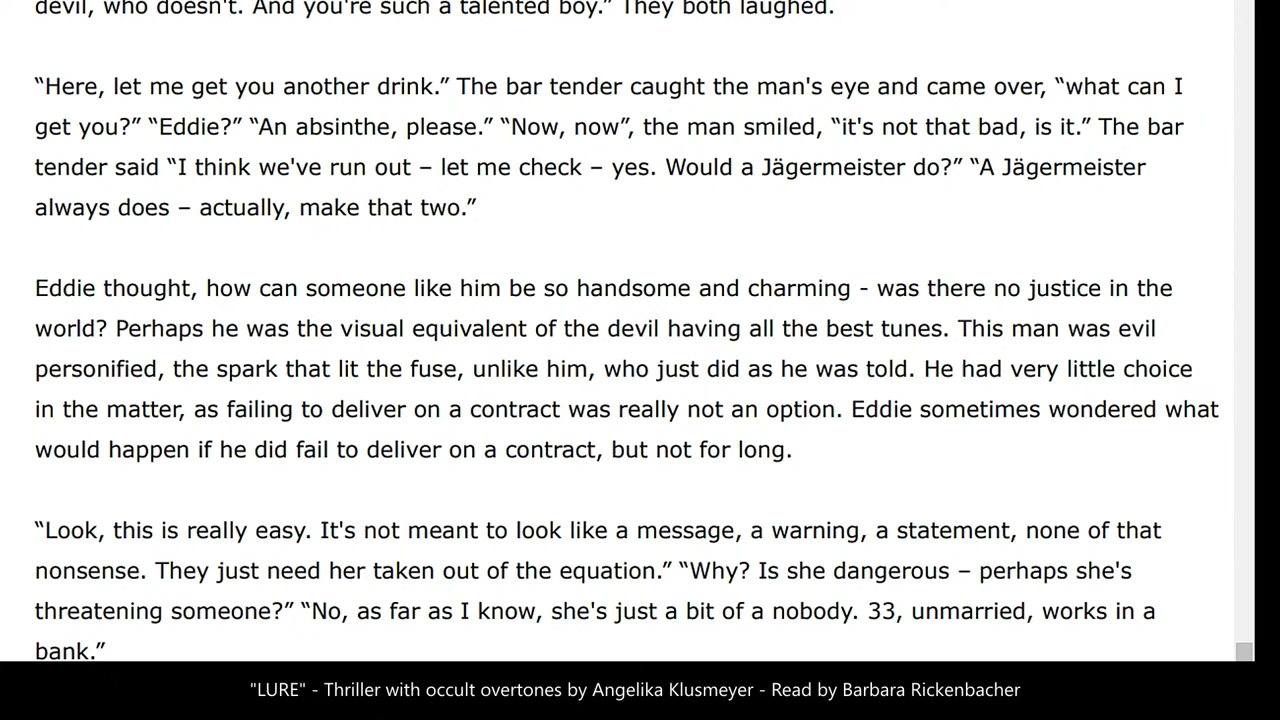 devil, who doesn't. And you're such a talented boy.” They both laughed.
“Here, let me get you another drink.” The bar tender caught the man's eye and came over, “what can I
get you?” “Eddie?” “An absinthe, please.” “Now, now”, the man smiled, “it's not that bad, is it.” The bar
tender said “I think we've run out – let me check – yes. Would a Jägermeister do?” “A Jägermeister
always does – actually, make that two.”
Eddie thought, how can someone like him be so handsome and charming - was there no justice in the
world? Perhaps he was the visual equivalent of the devil having all the best tunes. This man was evil
personified, the spark that lit the fuse, unlike him, who just did as he was told. He had very little choice
in the matter, as failing to deliver on a contract was really not an option. Eddie sometimes wondered what
would happen if he did fail to deliver on a contract, but not for long.
“Look, this is really easy. It's not meant to look like a message, a warning, a statement, none of that
nonsense. They just need her taken out of the equation.” “Why? Is she dangerous – perhaps she's
threatening someone?” “No, as far as I know, she's just a bit of a nobody. 33, unmarried, works in a
bank.”
"LURE" - Thriller with occult overtones by Angelika Klusmeyer - Read by Barbara Rickenbacher